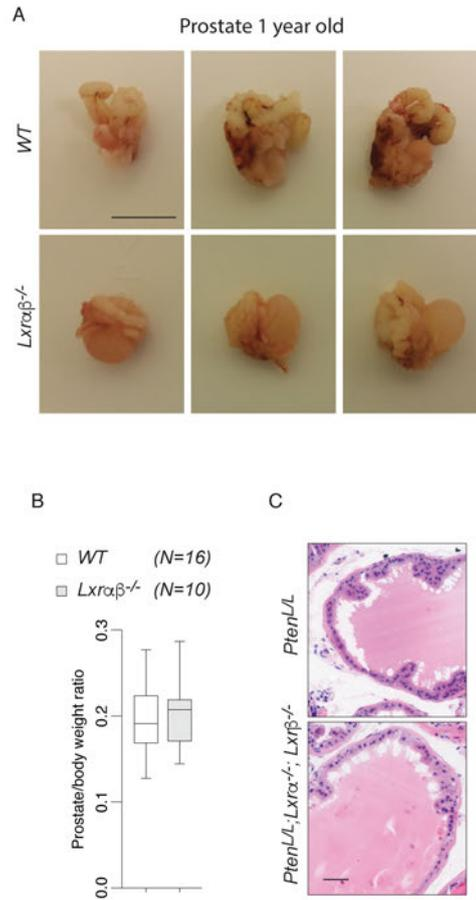 A
Prostate 1 year old
WT
Lxrαβ-/-
B
WT (N=16)
Lxrαβ-/- (N=10)
Prostate/body weight ratio
0.3
0.2
0.1
0.0
C
PtenL/L
PtenL/L;Lxrα-/-; Lxrβ-/-